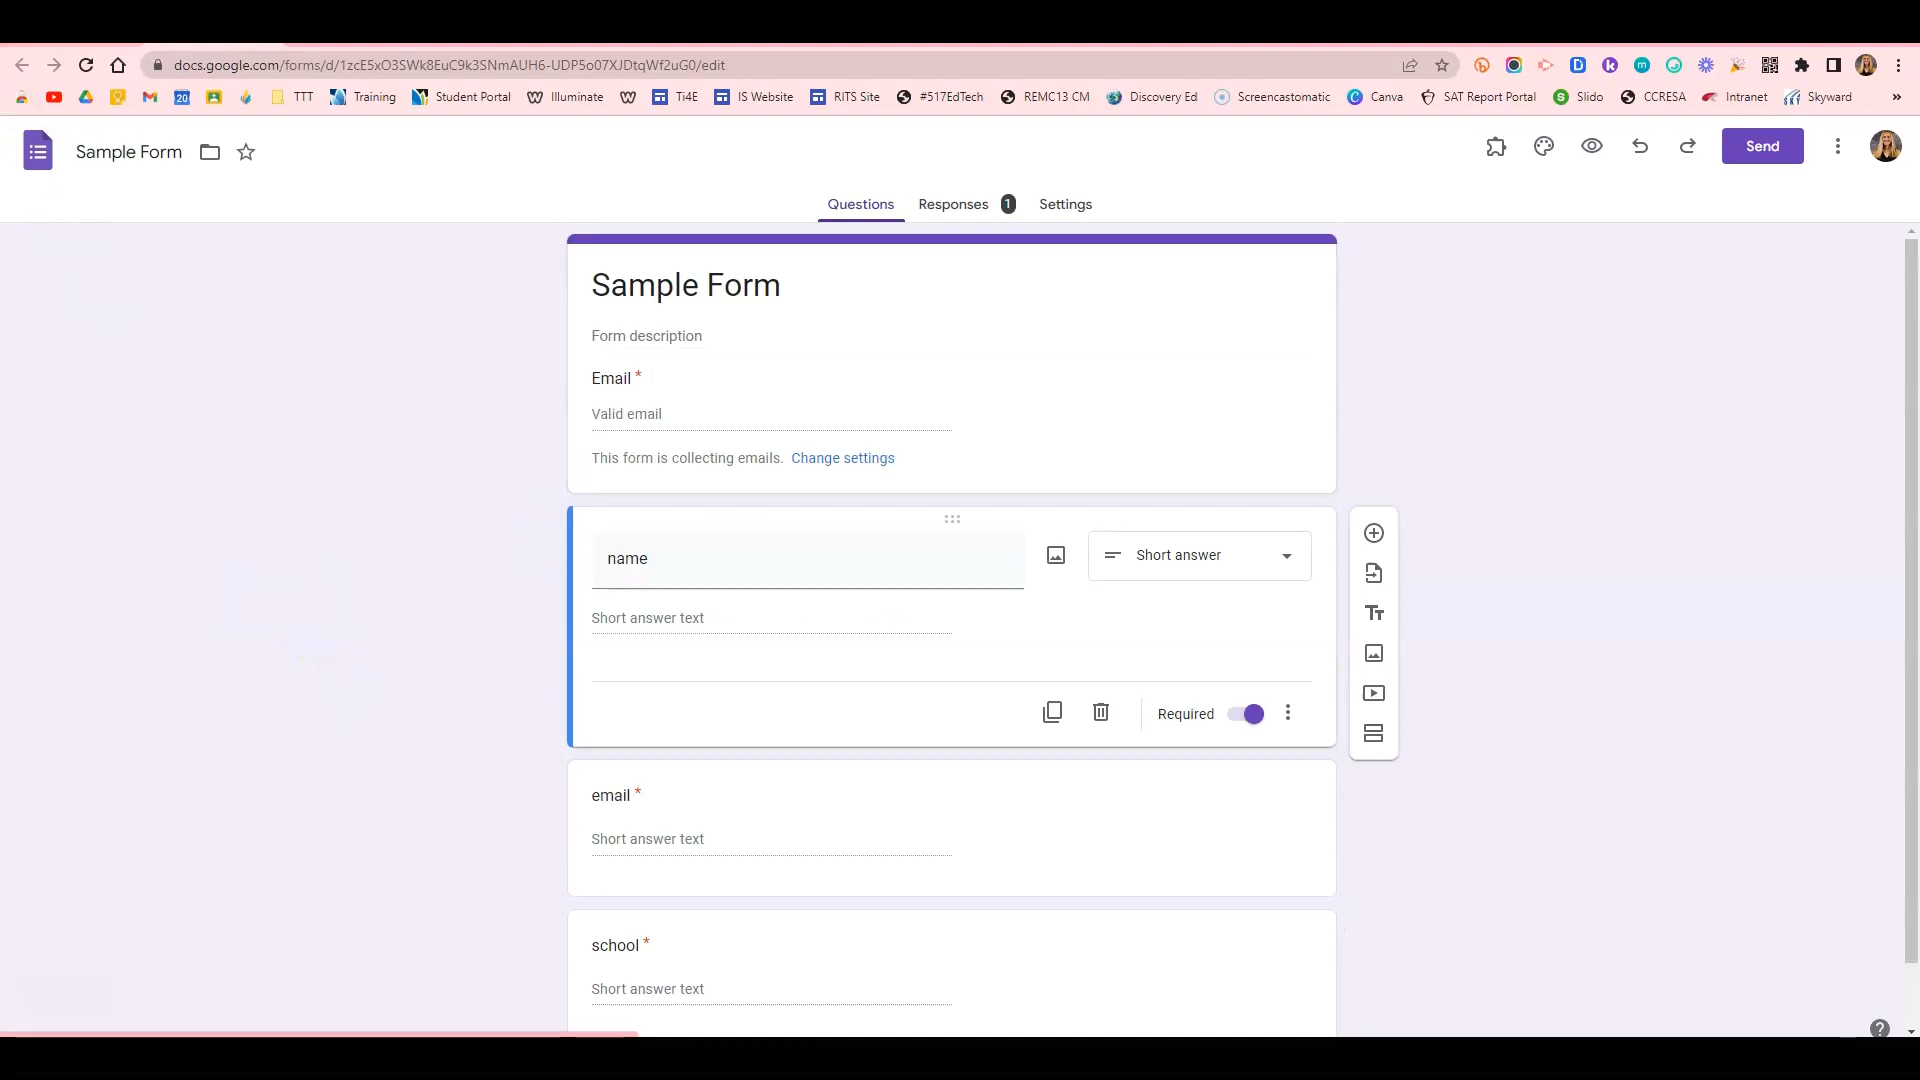 docs.google.com/forms/d/1zcE5xO3SWk8EuC9k3SNmAUH6-UDP5o07XJDtqWf2uG0/edit
20 TTT Training Student Portal Illuminate Ti4E IS Website RITS Site #517EdTech REMC13 CM Discovery Ed Screencastomatic Canva SAT Report Portal Slido CCRESA Intranet Skyward »
Sample Form
Send
Questions Responses 1 Settings
Sample Form
Form description
Email *
Valid email
This form is collecting emails. Change settings
name
Short answer
Short answer text
Required
email *
Short answer text
school *
Short answer text